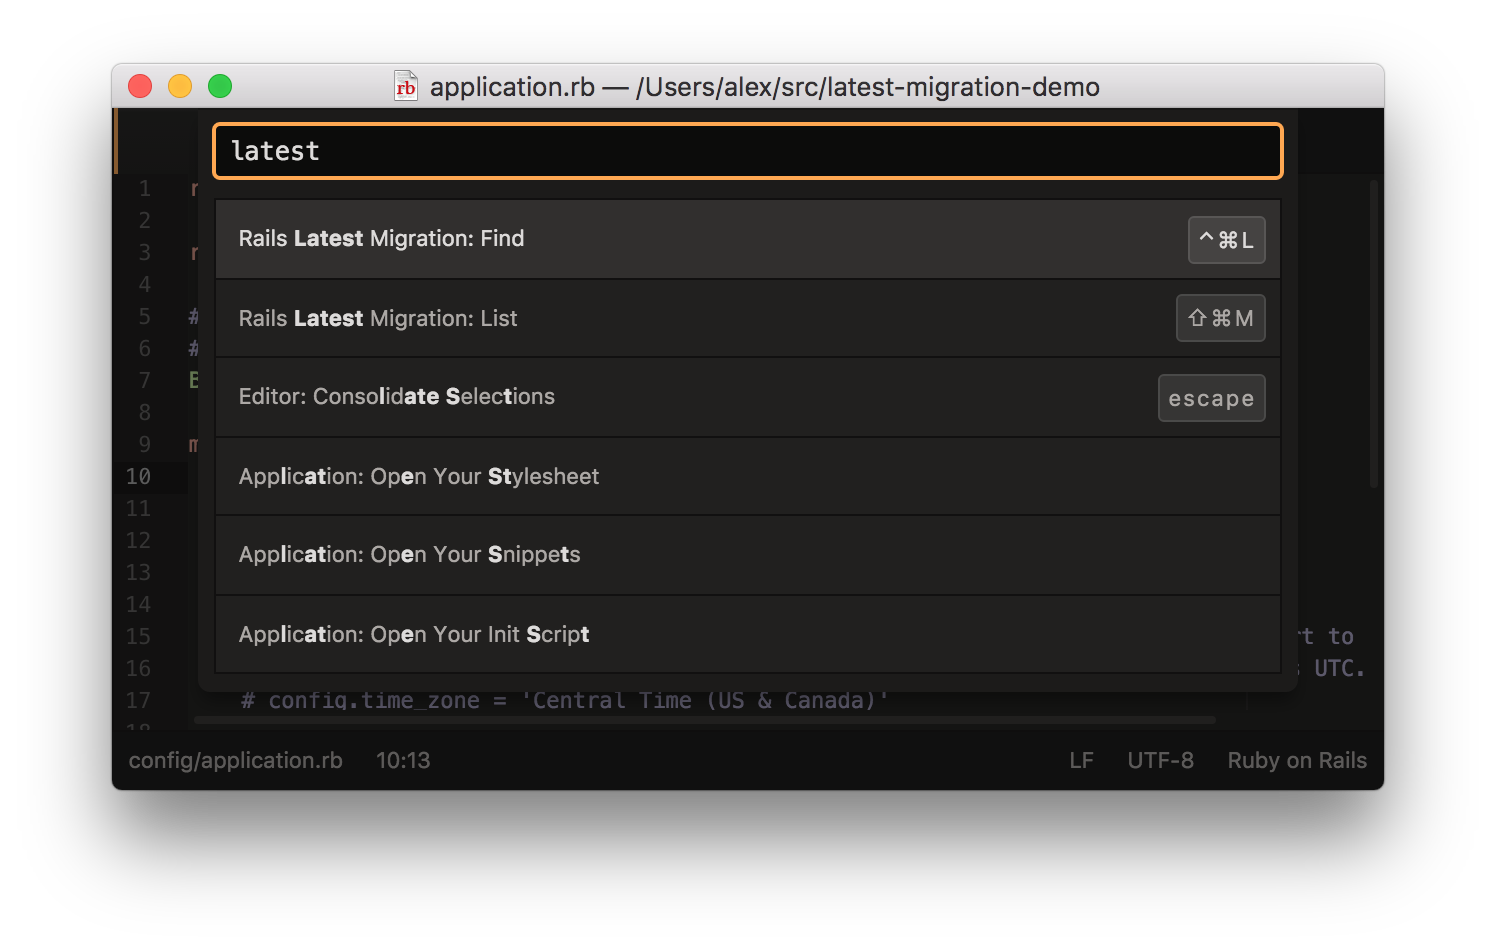 rb application.rb — /Users/alex/src/latest-migration-demo
latest
1 r
2
3 r
4
5 #
6 #
7
8
9 m
10
11
12
13
14
15 rt to
16 UTC.
17 # config.time_zone = 'Central Time (US & Canada)'
18
Rails Latest Migration: Find ^⌘L
Rails Latest Migration: List ⇧⌘M
Editor: Consolidate Selections escape
Application: Open Your Stylesheet
Application: Open Your Snippets
Application: Open Your Init Script
config/application.rb 10:13 LF UTF-8 Ruby on Rails